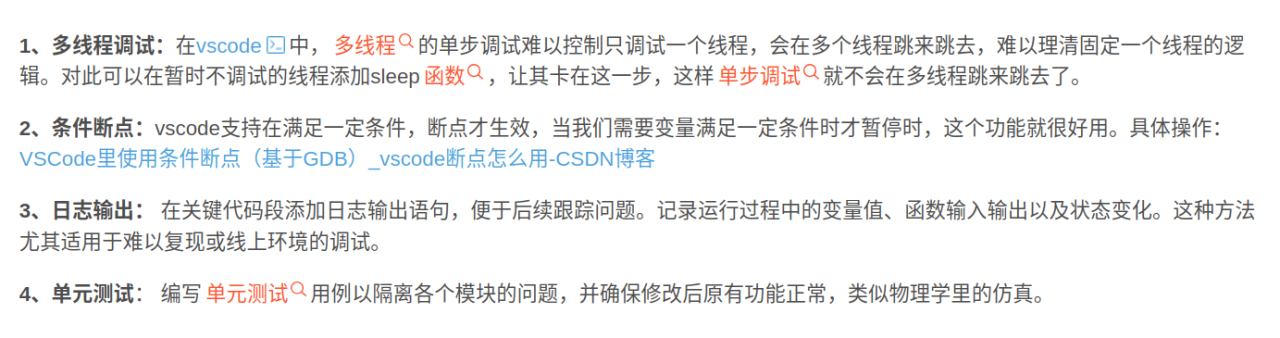 1、多线程调试：在vscode中， 多线程的单步调试难以控制只调试一个线程，会在多个线程跳来跳去，难以理清固定一个线程的逻
辑。对此可以在暂时不调试的线程添加sleep 函数，让其卡在这一步，这样 单步调试就不会在多线程跳来跳去了。
2、条件断点：vscode支持在满足一定条件，断点才生效，当我们需要变量满足一定条件时才暂停时，这个功能就很好用。具体操作：
VSCode里使用条件断点（基于GDB）_vscode断点怎么用-CSDN博客
3、日志输出： 在关键代码段添加日志输出语句，便于后续跟踪问题。记录运行过程中的变量值、函数输入输出以及状态变化。这种方法
尤其适用于难以复现或线上环境的调试。
4、单元测试： 编写 单元测试用例以隔离各个模块的问题，并确保修改后原有功能正常，类似物理学里的仿真。